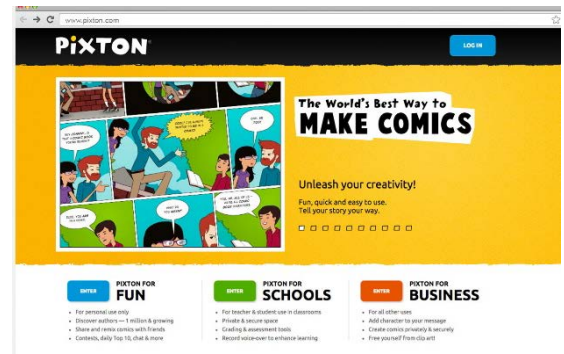 www.pixton.com
PiXTON
LOG IN
The World's Best Way to
MAKE COMICS
Unleash your creativity!
Fun, quick and easy to use.
Tell your story your way.
ENTER
PIXTON FOR
FUN
• For personal use only
• Discover authors — 1 million & growing
• Share and remix comics with friends
• Contests, daily Top 10, chat & more
ENTER
PIXTON FOR
SCHOOLS
• For teacher & student use in classrooms
• Private & secure space
• Grading & assessment tools
• Record voice-over to enhance learning
ENTER
PIXTON FOR
BUSINESS
• For all other uses
• Add character to your message
• Create comics privately & securely
• Free yourself from clip art!